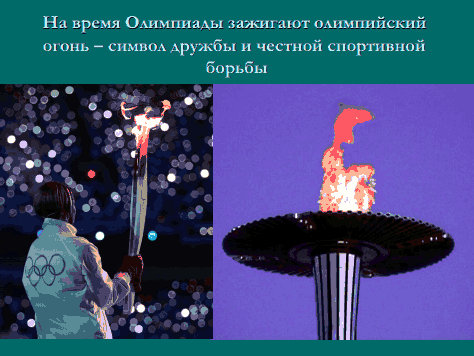 На время Олимпиады зажигают олимпийский
огонь – символ дружбы и честной спортивной
борьбы